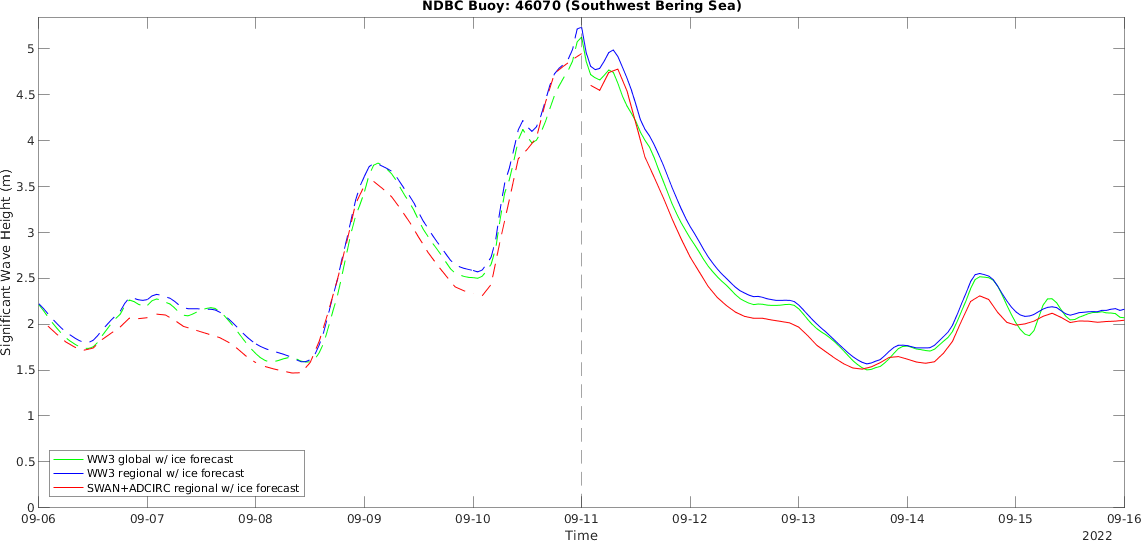 NDBC Buoy: 46070 (Southwest Bering Sea)
Significant Wave Height (m)
5
4.5
4
3.5
3
2.5
2
1.5
1
0.5
0
WW3 global w/ ice forecast
WW3 regional w/ ice forecast
SWAN+ADCIRC regional w/ ice forecast
09-06 09-07 09-08 09-09 09-10 09-11 09-12 09-13 09-14 09-15 09-16
Time
2022